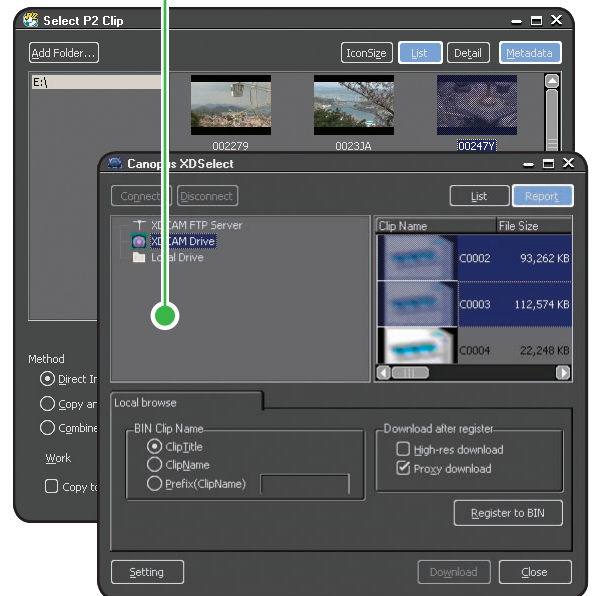 Select P2 Clip
Add Folder...
IconSize
List
Detail
Metadata
E:\
002279
0023JA
00247Y
Canopus XDSelect
Connect
Disconnect
List
Report
XDCAM FTP Server
XDCAM Drive
Local Drive
Clip Name
File Size
C0002
93,262 KB
C0003
112,574 KB
C0004
22,248 KB
Method
Direct
Copy
Combine
Work
Copy
Local browse
BIN Clip Name
ClipTitle
ClipName
Prefix(ClipName)
Download after register
High-res download
Proxy download
Register to BIN
Setting
Download
Close